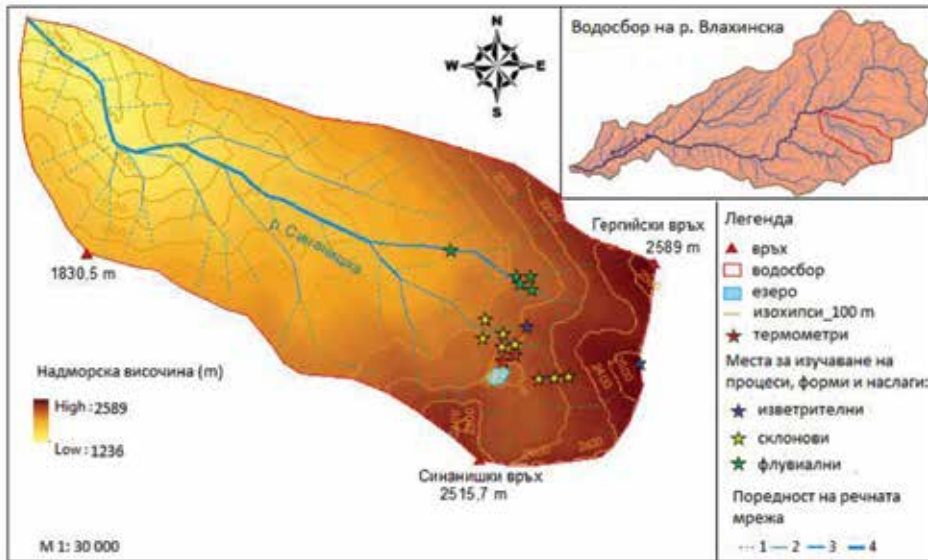 N
W
E
S
Водосбор на р. Влахинска
Гергийски връх
2589 m
р. Синанишка
1830,5 m
Надморска височина (m)
High : 2589
Low : 1236
Синанишки връх
2515,7 m
М 1: 30 000
Легенда
връх
водосбор
езеро
изохипси_100 m
термометри
Места за изучаване на
процеси, форми и наслаги:
изветрителни
склонови
флувиални
Поредност на речната
мрежа
1 2 3 4
2400